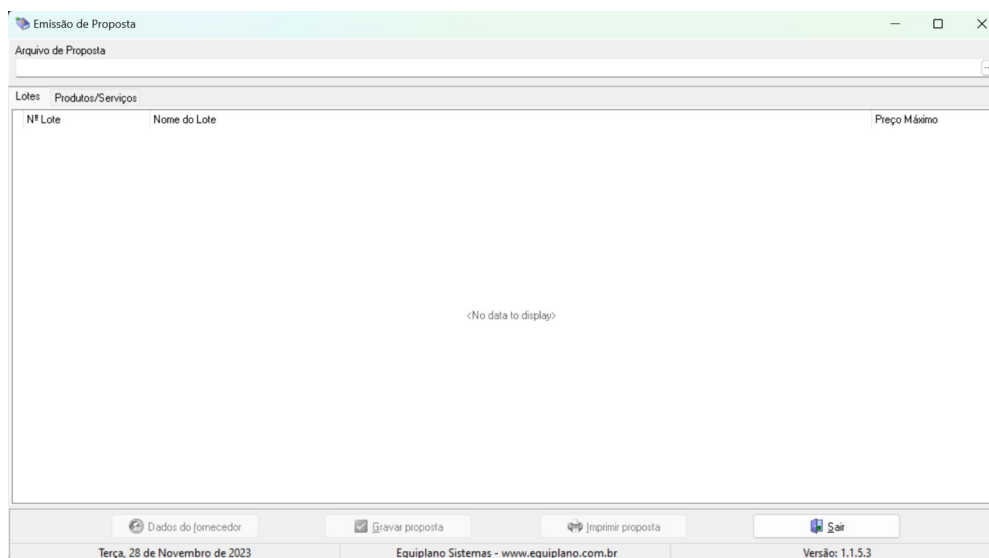 Emissão de Proposta
Arquivo de Proposta
Lotes Produtos/Serviços
Nº Lote Nome do Lote Preço Máximo
<No data to display>
Dados do fornecedor Gravar proposta Imprimir proposta Sair
Terça, 28 de Novembro de 2023 Equiplano Sistemas - www.equiplano.com.br Versão: 1.1.5.3